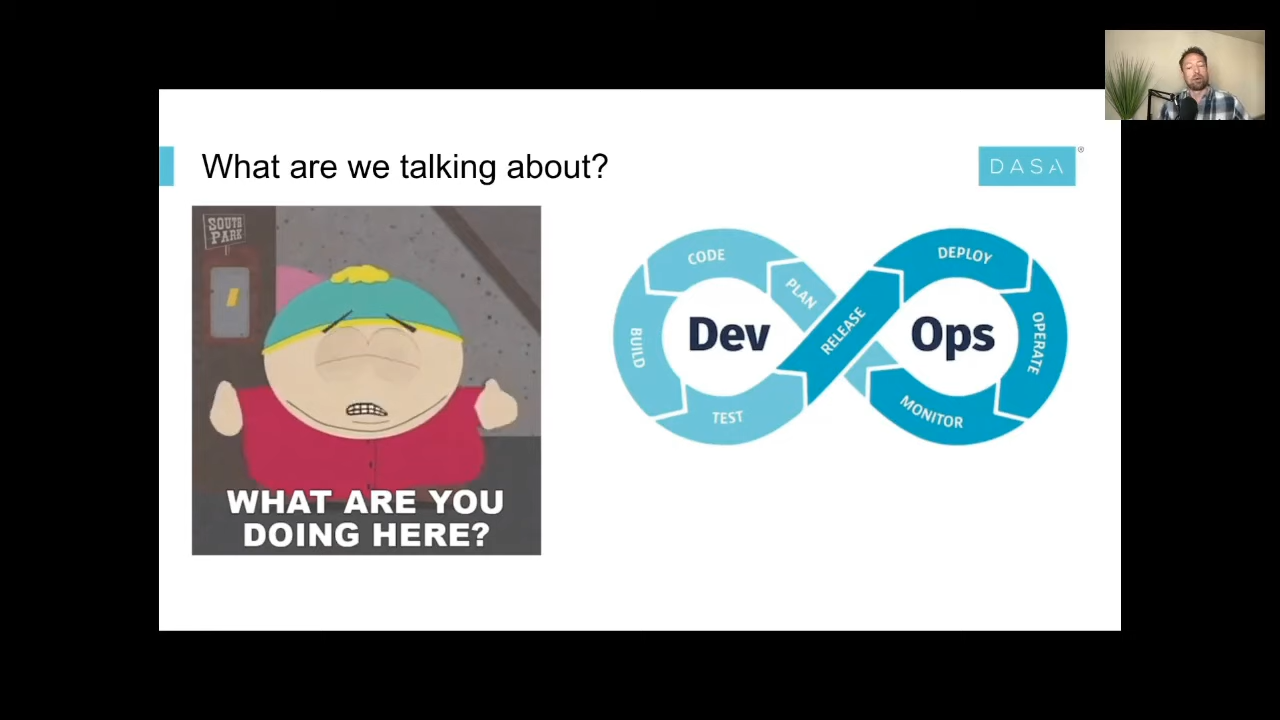 What are we talking about?
DASA®
SOUTH
PARK
WHAT ARE YOU
DOING HERE?
CODE
PLAN
BUILD
TEST
Dev
RELEASE
DEPLOY
OPERATE
MONITOR
Ops